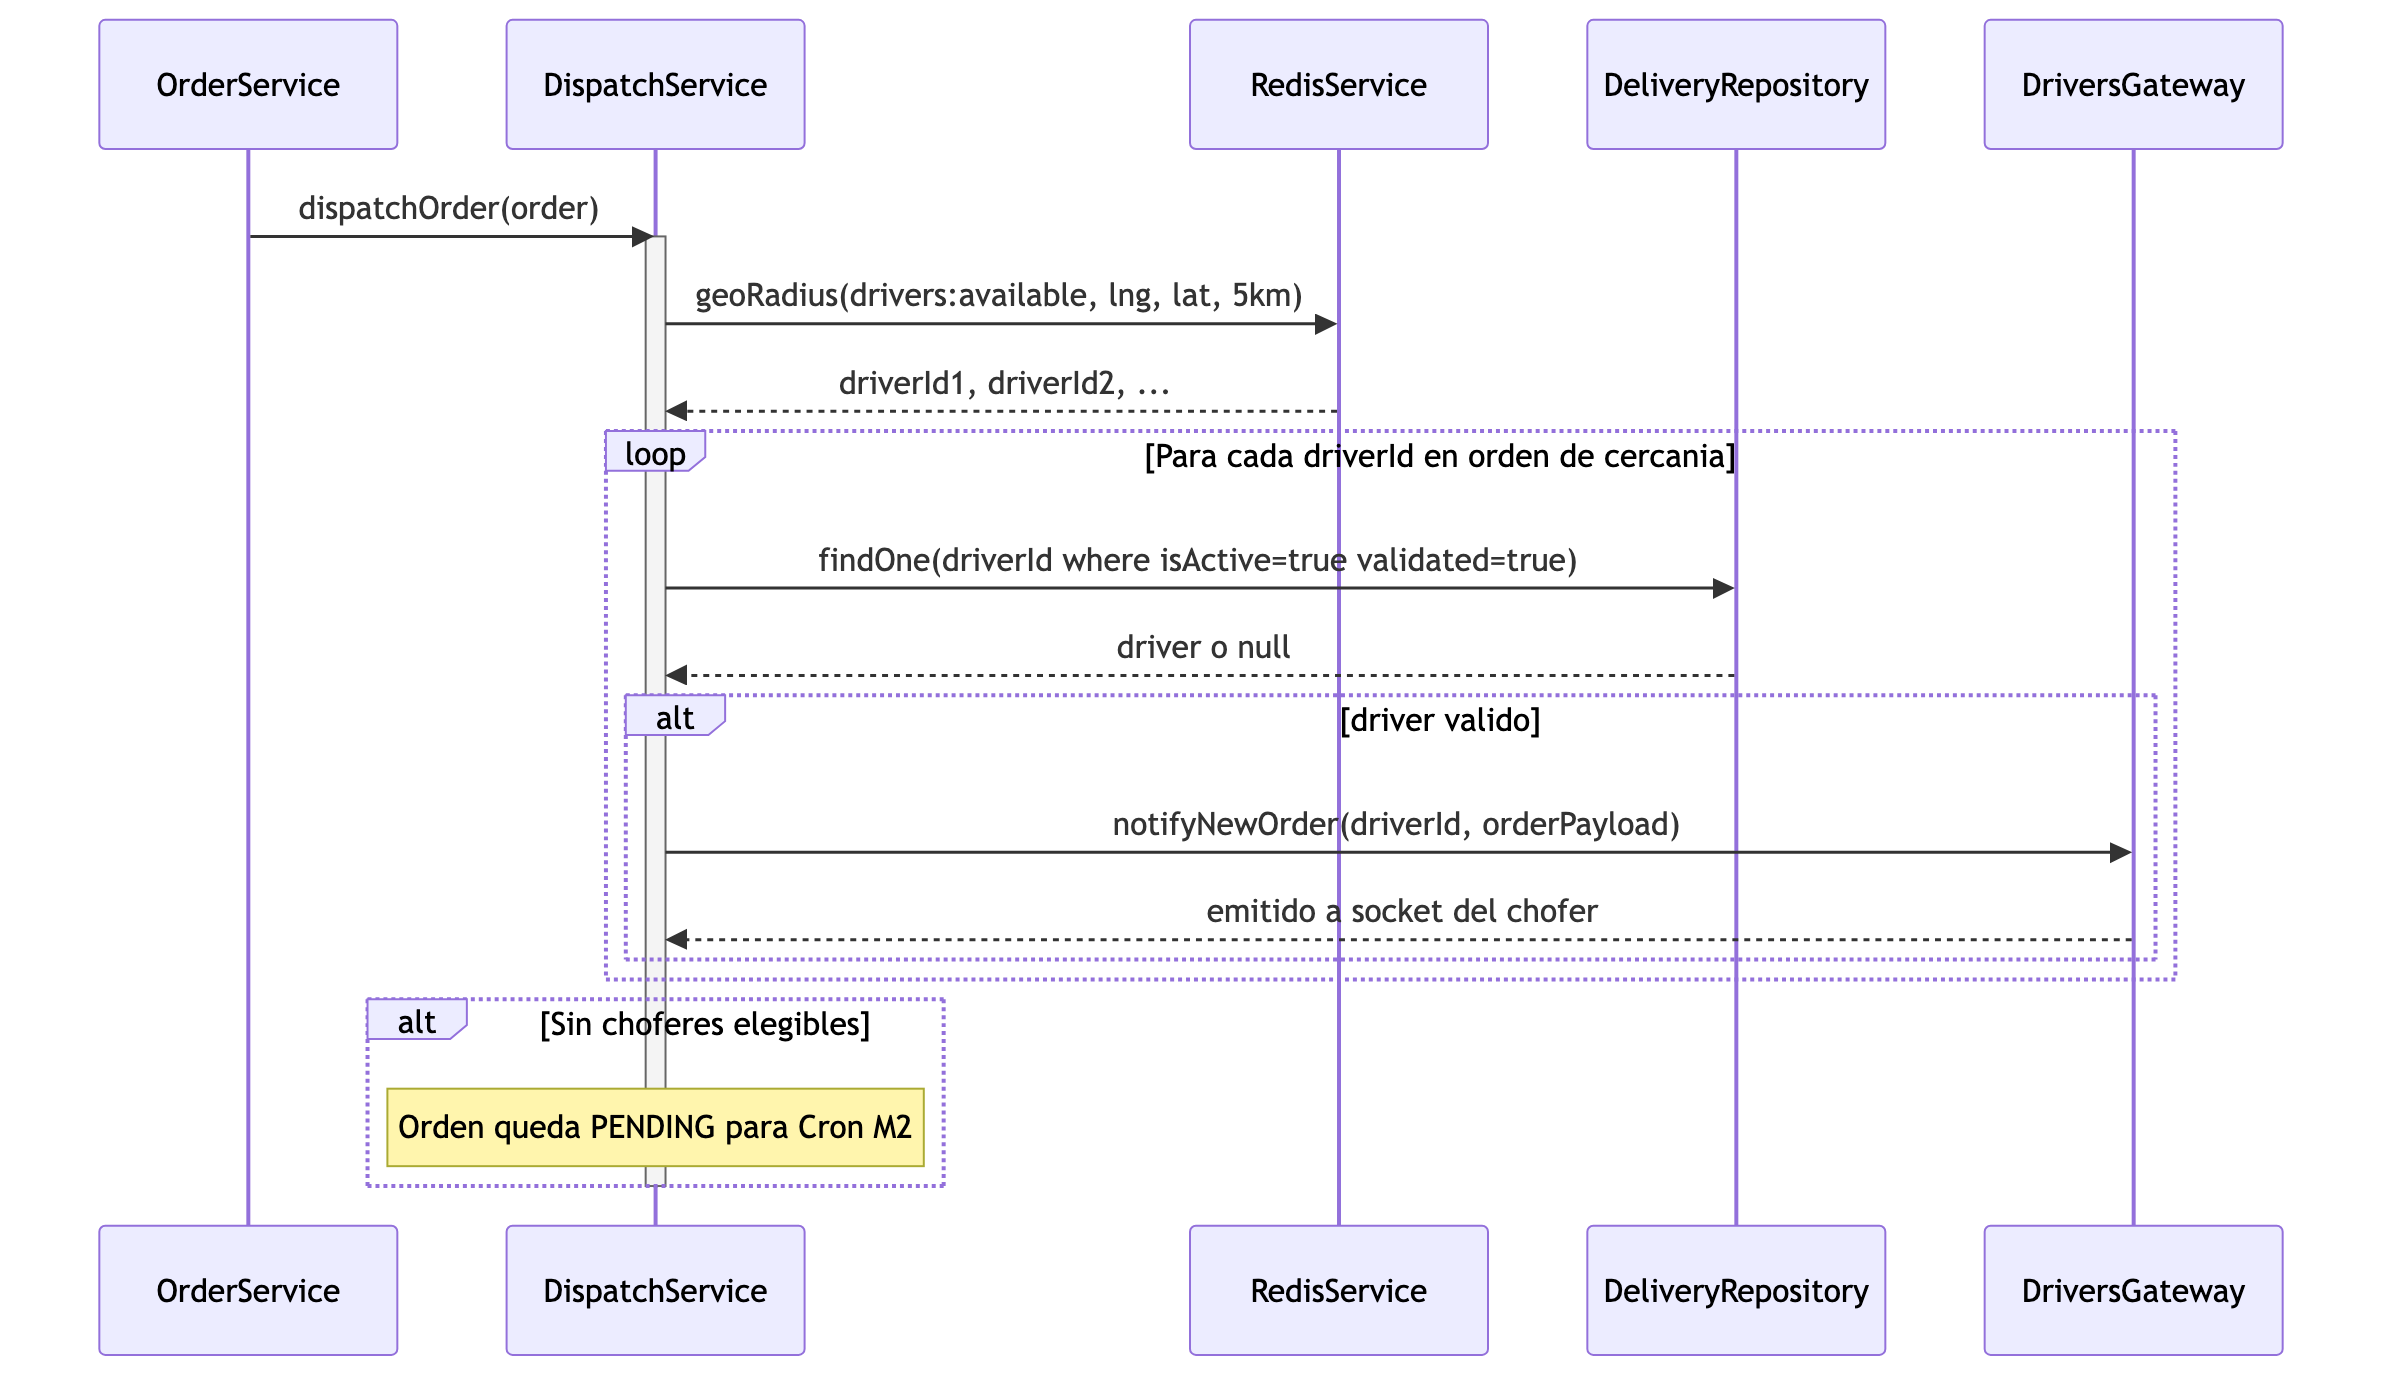 OrderService
DispatchService
RedisService
DeliveryRepository
DriversGateway
dispatchOrder(order)
geoRadius(drivers:available, lng, lat, 5km)
driverId1, driverId2, ...
loop
[Para cada driverId en orden de cercania]
findOne(driverId where isActive=true validated=true)
driver o null
alt
[driver valido]
notifyNewOrder(driverId, orderPayload)
emitido a socket del chofer
alt
[Sin choferes elegibles]
Orden queda PENDING para Cron M2
OrderService
DispatchService
RedisService
DeliveryRepository
DriversGateway